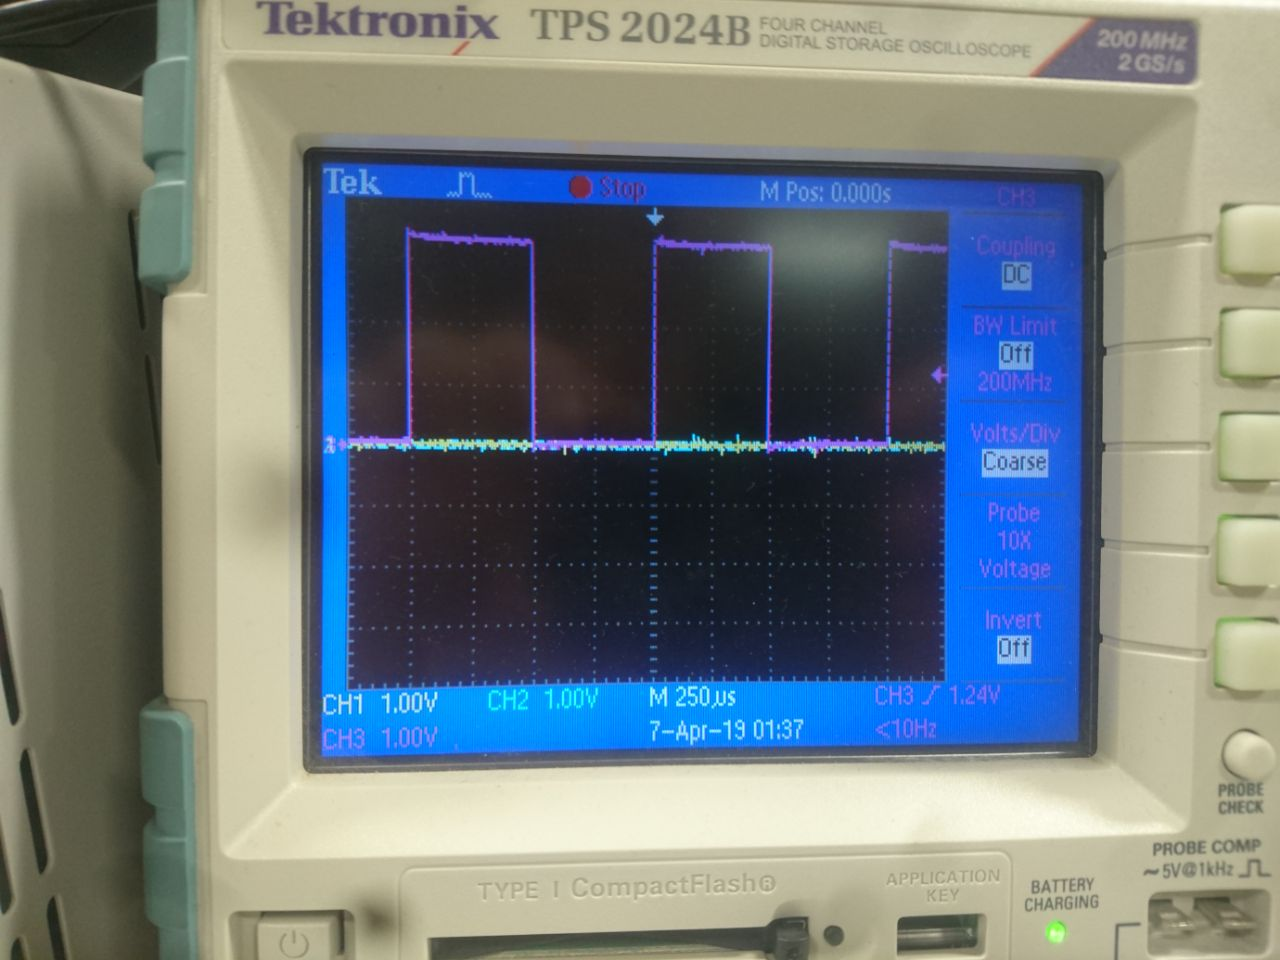 Tektronix TPS 2024B FOUR CHANNEL
DIGITAL STORAGE OSCILLOSCOPE
200 MHz
2 GS/s
Tek Stop M Pos: 0.000s CH3
Coupling
DC
BW Limit
Off
200MHz
Volts/Div
Coarse
Probe
10X
Voltage
Invert
Off
CH1 1.00V CH2 1.00V M 250µs CH3 1.24V
CH3 1.00V 7-Apr-19 01:37 <10Hz
PROBE
CHECK
PROBE COMP
~5V@1kHz
TYPE I CompactFlash®
APPLICATION
KEY
BATTERY
CHARGING